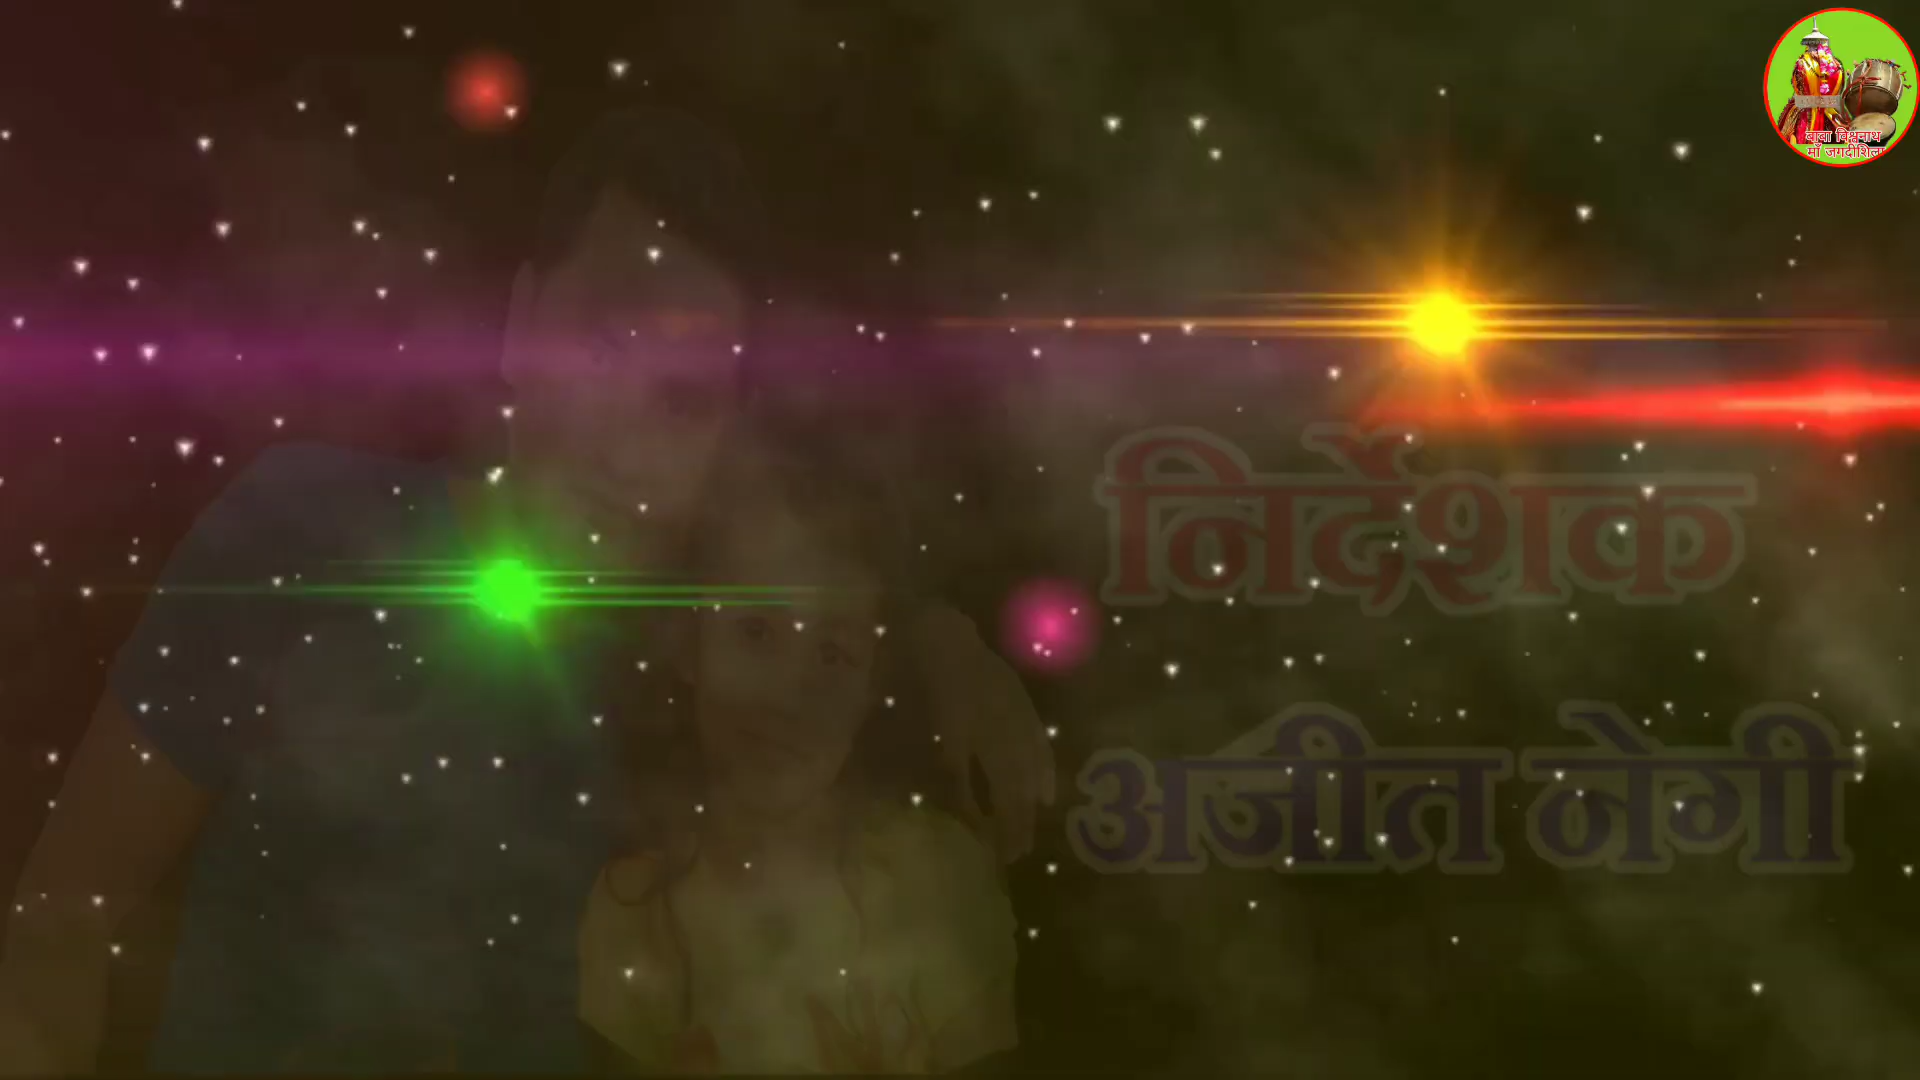 बाबा विश्वनाथ
माँ जगदीशिला
निर्देशक
अजीत नेगी